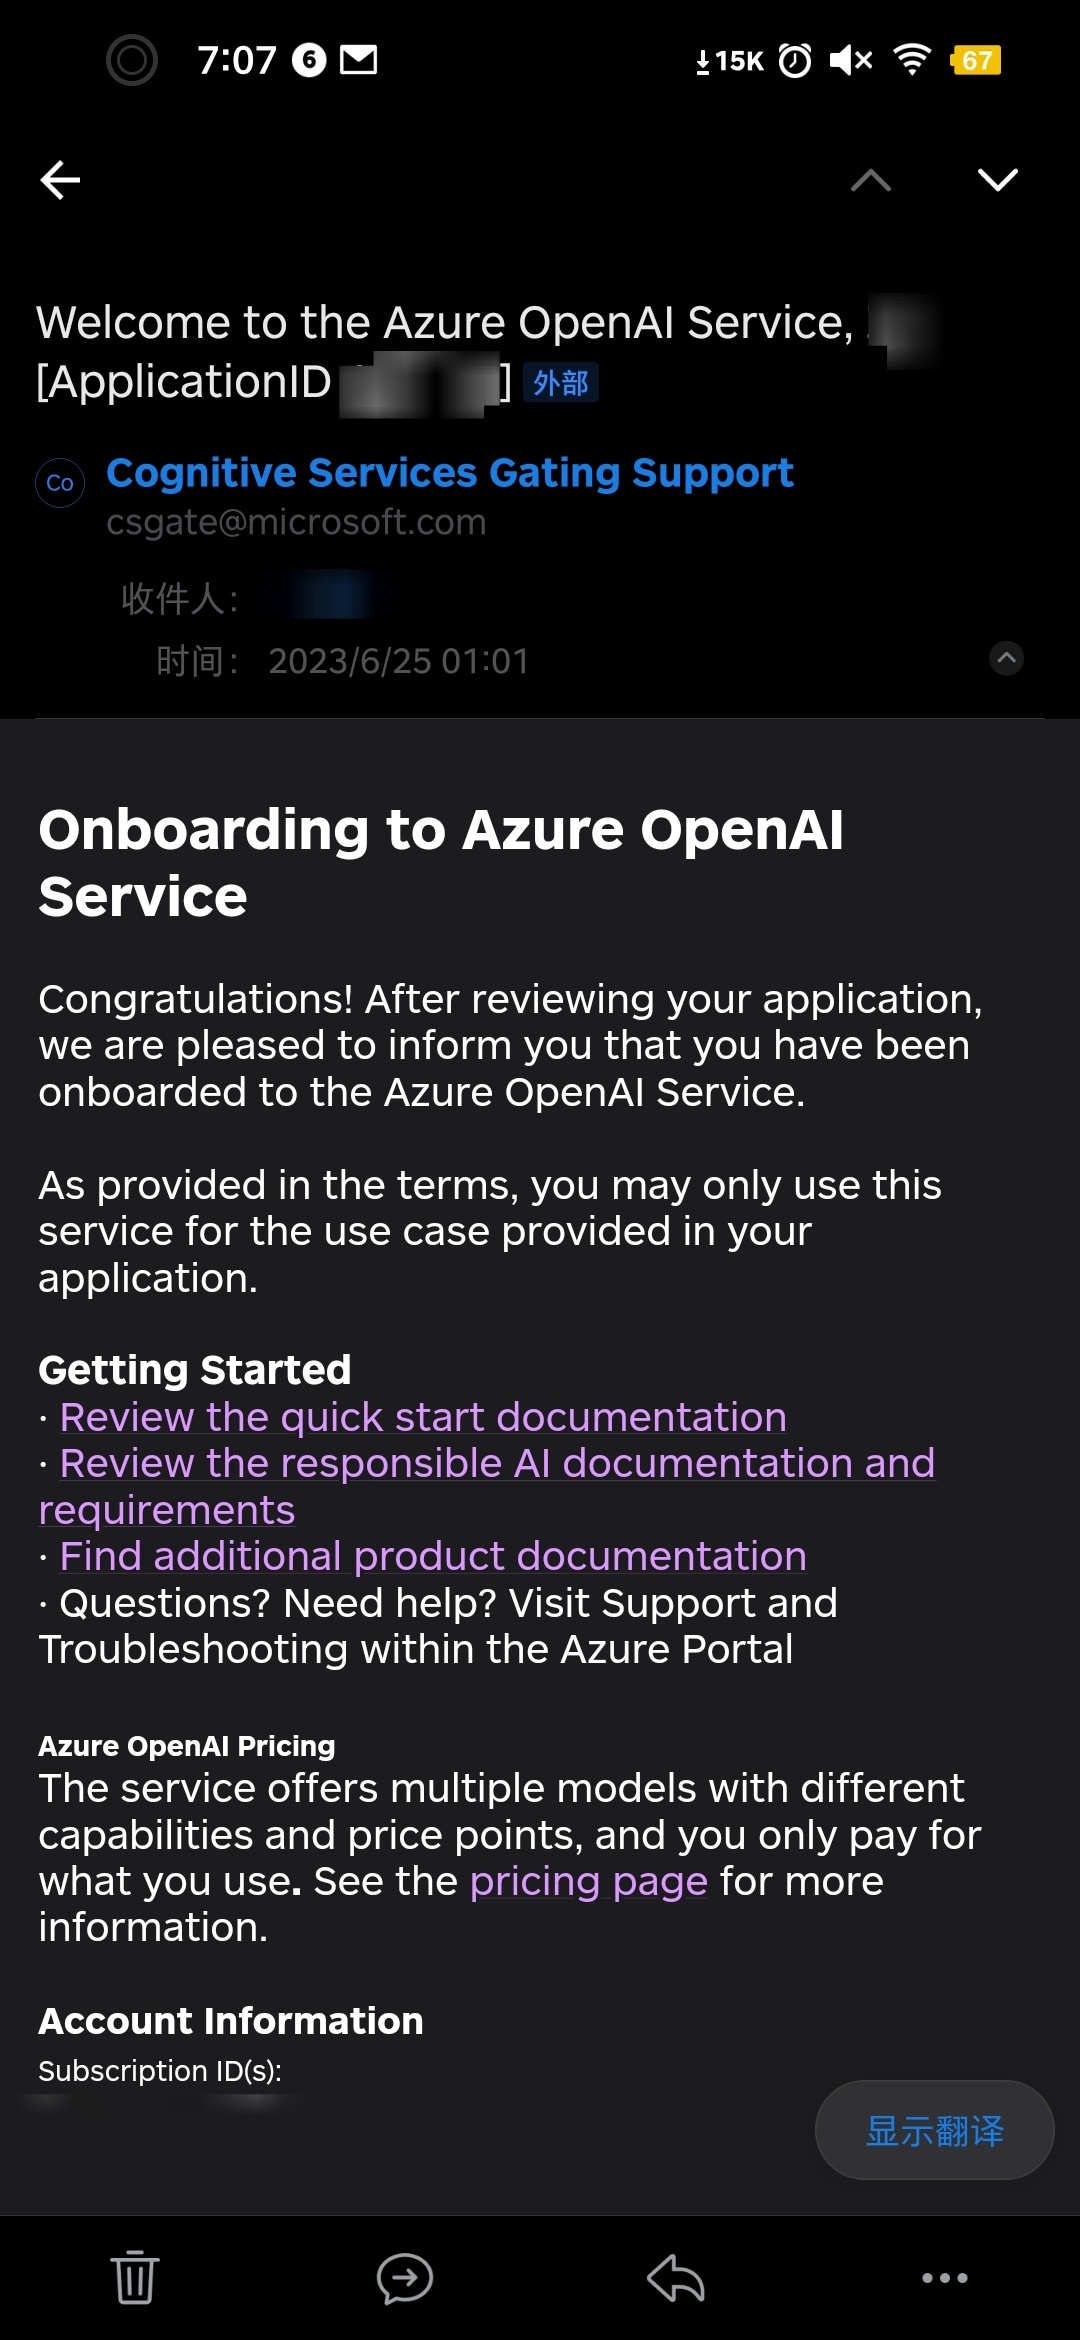 7:07 6 15K 67
Welcome to the Azure OpenAI Service,
[ApplicationID ] 外部
Co Cognitive Services Gating Support
csgate@microsoft.com
收件人：
时间： 2023/6/25 01:01
Onboarding to Azure OpenAI
Service
Congratulations! After reviewing your application,
we are pleased to inform you that you have been
onboarded to the Azure OpenAI Service.
As provided in the terms, you may only use this
service for the use case provided in your
application.
Getting Started
· Review the quick start documentation
· Review the responsible AI documentation and
requirements
· Find additional product documentation
· Questions? Need help? Visit Support and
Troubleshooting within the Azure Portal
Azure OpenAI Pricing
The service offers multiple models with different
capabilities and price points, and you only pay for
what you use. See the pricing page for more
information.
Account Information
Subscription ID(s):
显示翻译